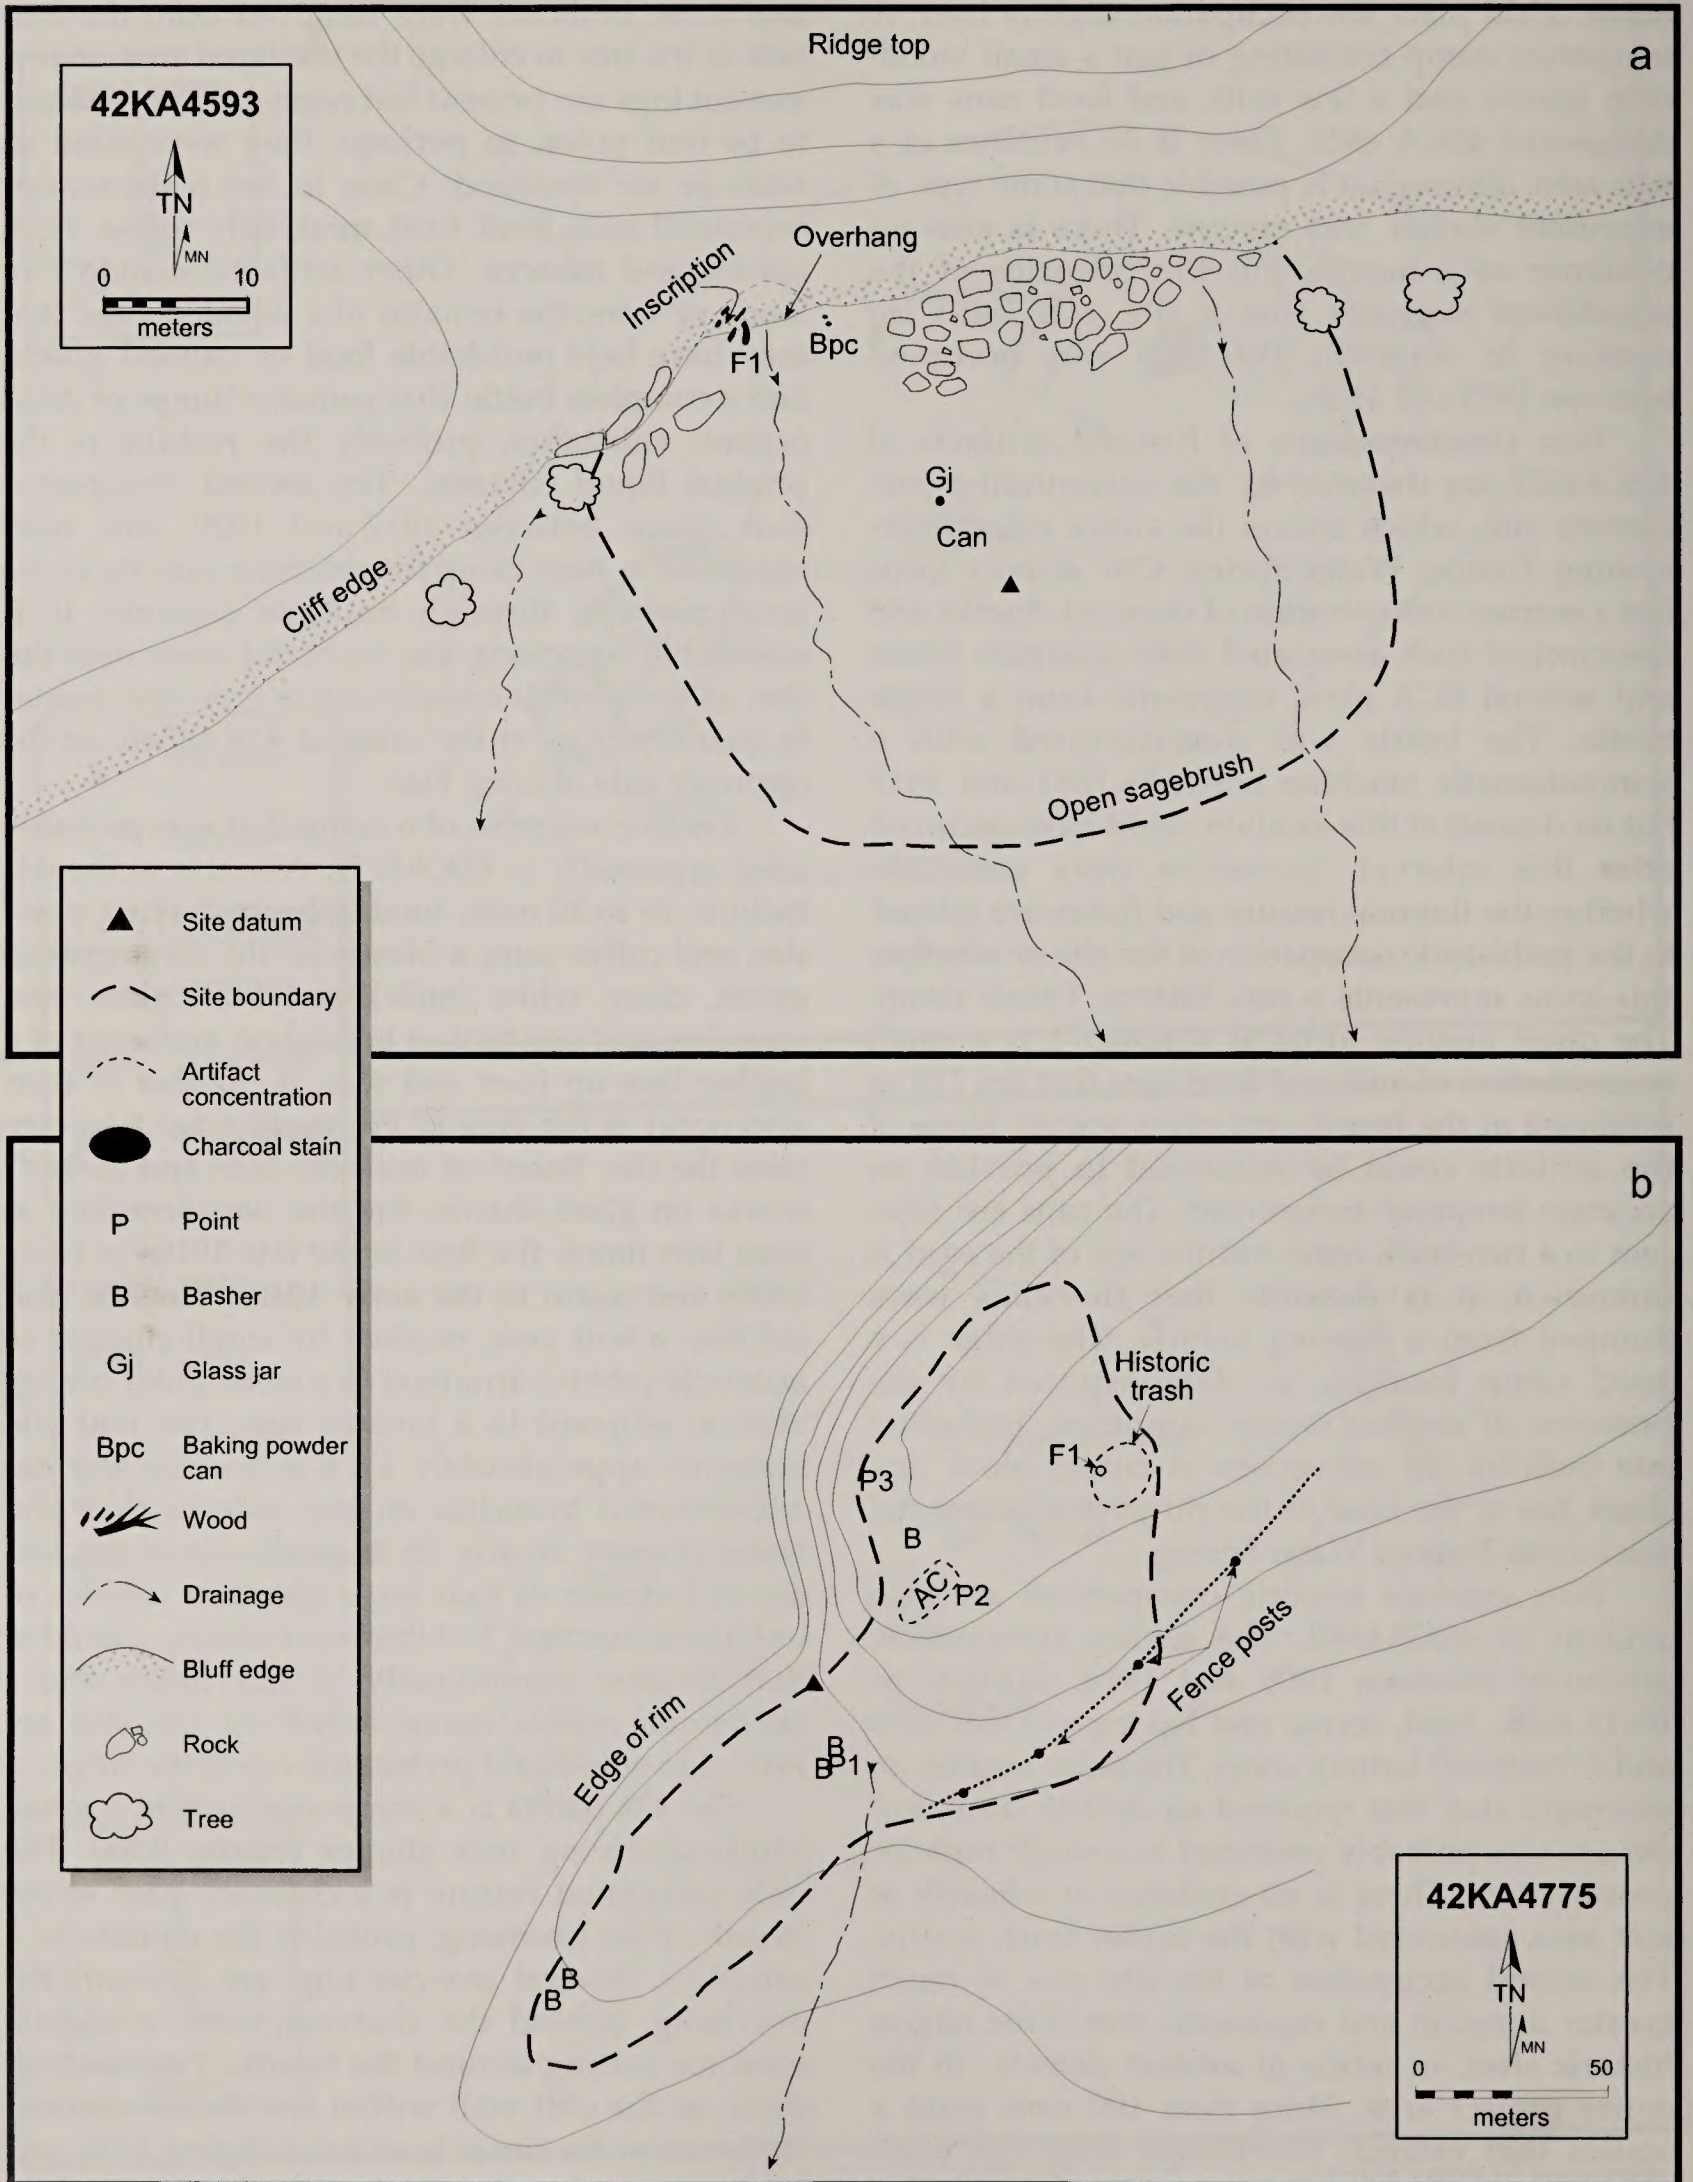 Ridge top
a
42KA4593
TN
MN
0 10
meters
Inscription
Overhang
F1
Bpc
Gj
Can
Cliff edge
Open sagebrush
Site datum
Site boundary
Artifact
concentration
Charcoal stain
P Point
B Basher
Gj Glass jar
Bpc Baking powder
can
Wood
Drainage
Bluff edge
Rock
Tree
b
Historic
trash
F1
P3
B
AC
P2
Fence posts
Edge of rim
B
B
P1
B
B
42KA4775
TN
MN
0 50
meters